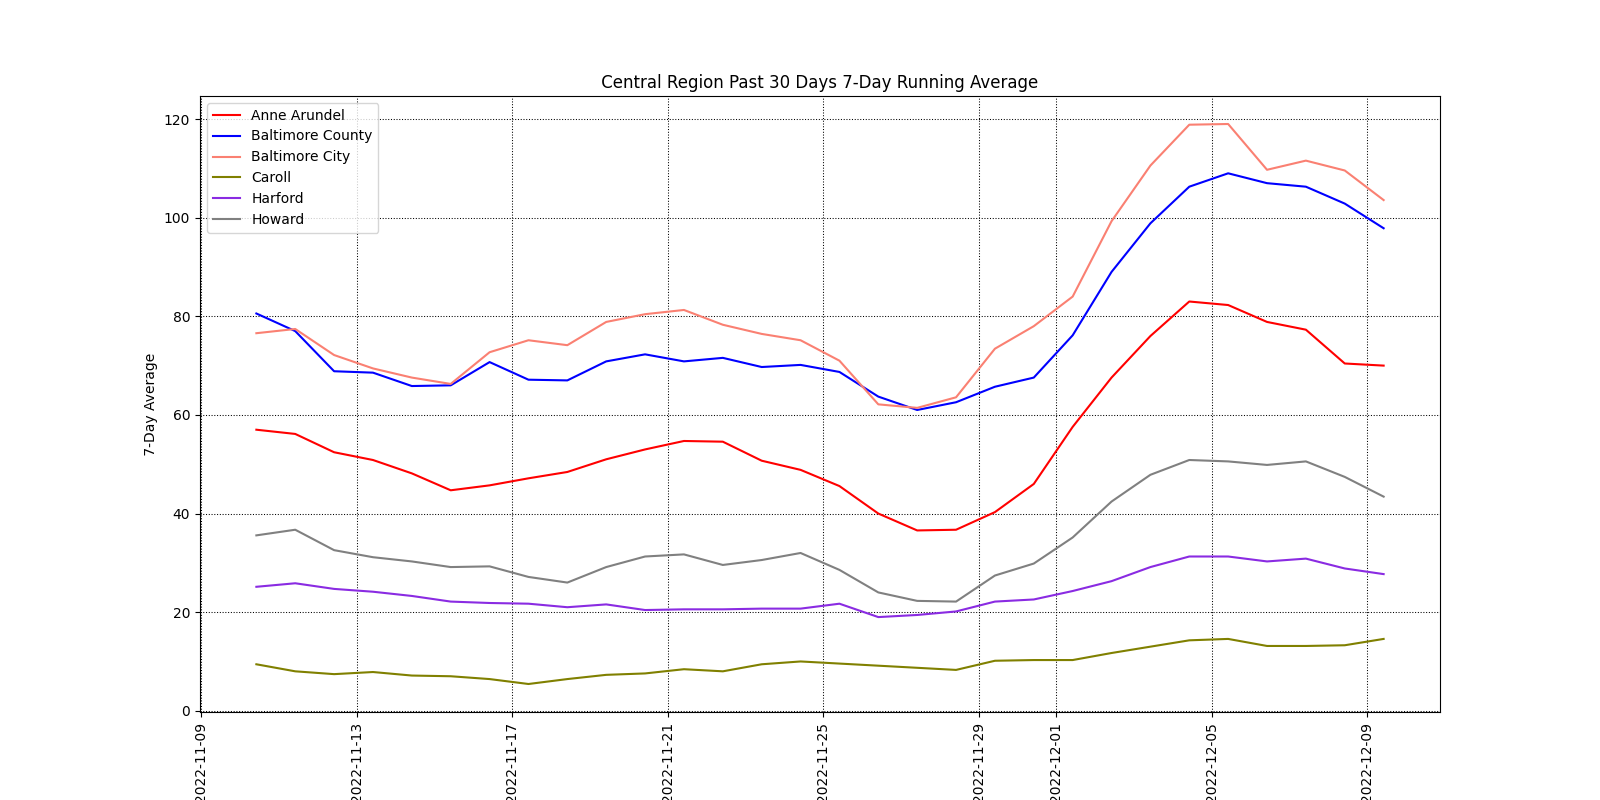 Central Region Past 30 Days 7-Day Running Average
Anne Arundel
Baltimore County
Baltimore City
Caroll
Harford
Howard
7-Day Average
120
100
80
60
40
20
0
2022-11-09
2022-11-13
2022-11-17
2022-11-21
2022-11-25
2022-11-29
2022-12-01
2022-12-05
2022-12-09